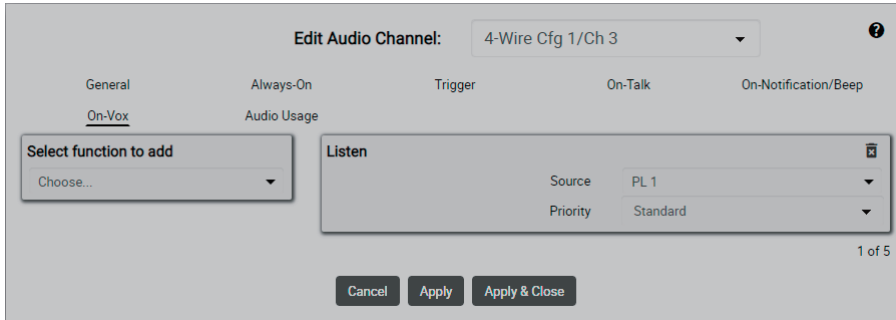 Edit Audio Channel: 4-Wire Cfg 1/Ch 3
General Always-On Trigger On-Talk On-Notification/Beep
On-Vox Audio Usage
Select function to add
Choose...
Listen
Source PL 1
Priority Standard
1 of 5
Cancel Apply Apply & Close